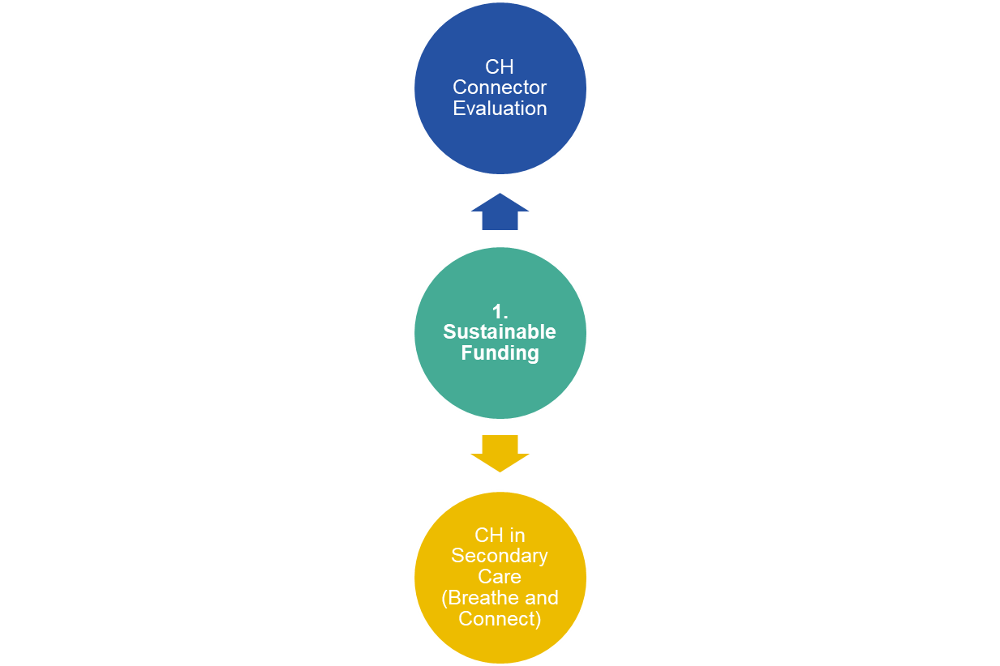 CH
Connector
Evaluation
1.
Sustainable
Funding
CH in
Secondary
Care
(Breathe and
Connect)